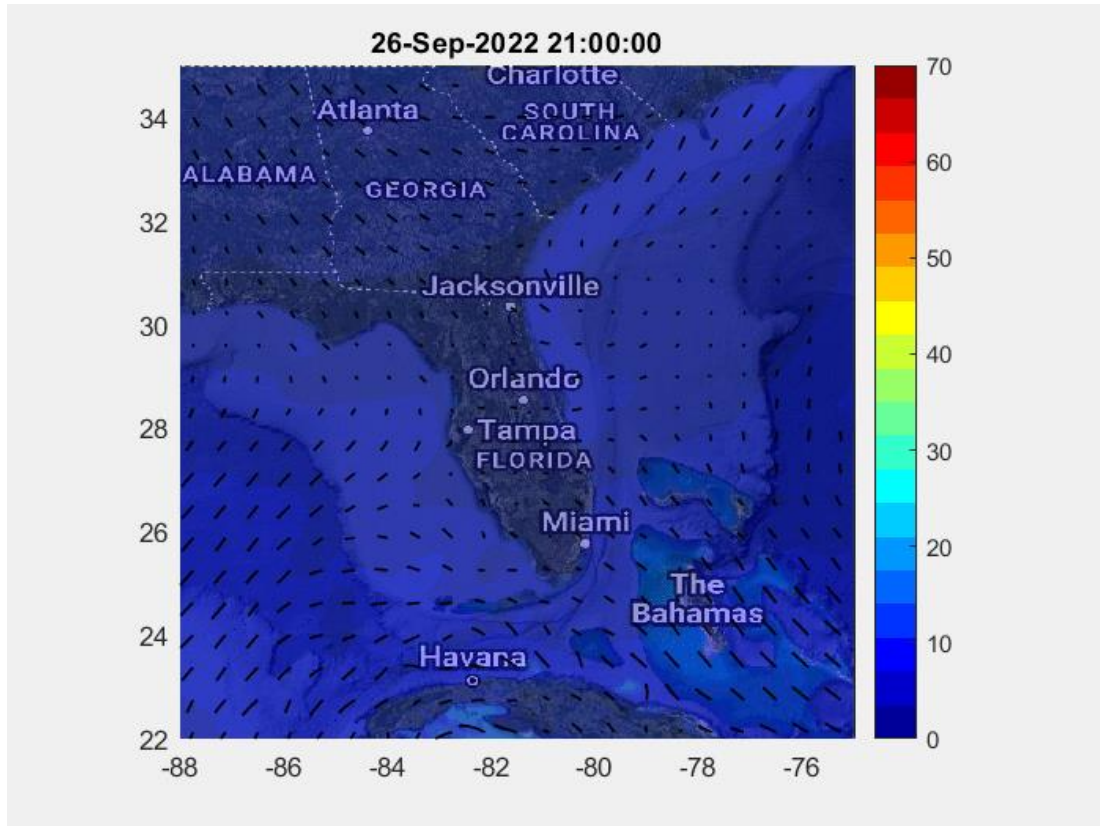 26-Sep-2022 21:00:00
Charlotte
Atlanta
SOUTH
CAROLINA
ALABAMA
GEORGIA
Jacksonville
Orlando
Tampa
FLORIDA
Miami
The
Bahamas
Havana
34
32
30
28
26
24
22
-88
-86
-84
-82
-80
-78
-76
70
60
50
40
30
20
10
0